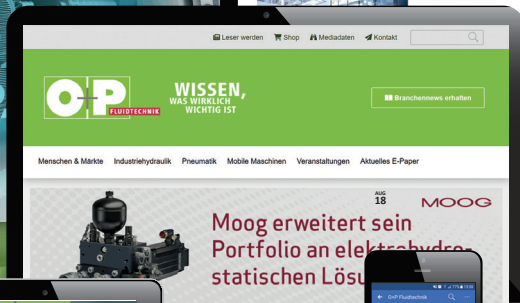 Leser werden Shop Mediadaten Kontakt
O+P
FLUIDTECHNIK
WISSEN,
WAS WIRKLICH
WICHTIG IST
Branchennews erhalten
Menschen & Märkte Industriehydraulik Pneumatik Mobile Maschinen Veranstaltungen Aktuelles E-Paper
AUG
18
MOOG
Moog erweitert sein
Portfolio an elektrohydro-
statischen Lösu
O+P Fluidtechnik